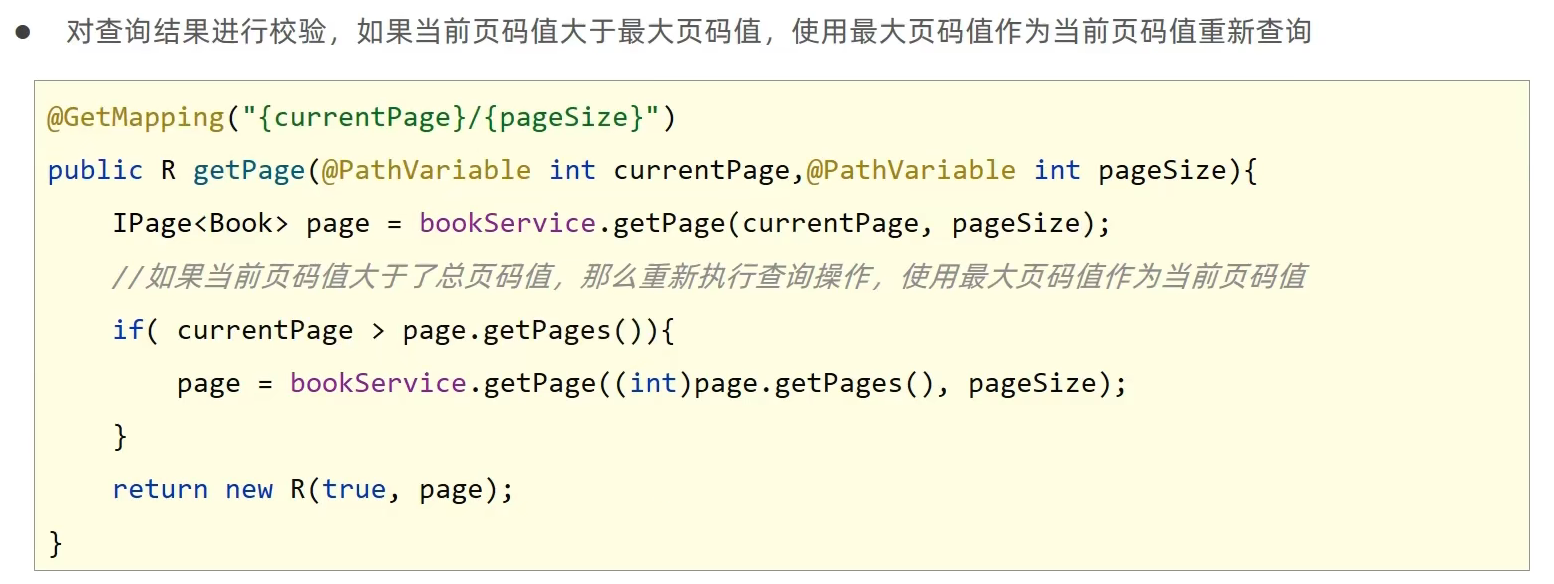 ● 对查询结果进行校验，如果当前页码值大于最大页码值，使用最大页码值作为当前页码值重新查询
@GetMapping("{currentPage}/{pageSize}")
public R getPage(@PathVariable int currentPage,@PathVariable int pageSize){
    IPage<Book> page = bookService.getPage(currentPage, pageSize);
    //如果当前页码值大于了总页码值，那么重新执行查询操作，使用最大页码值作为当前页码值
    if( currentPage > page.getPages()){
        page = bookService.getPage((int)page.getPages(), pageSize);
    }
    return new R(true, page);
}